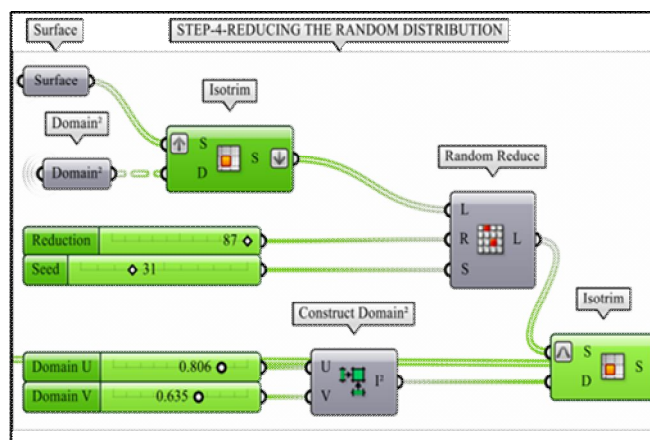 Surface
STEP-4-REDUCING THE RANDOM DISTRIBUTION
Surface
Isotrim
S
D
S
Domain²
Domain²
Random Reduce
L
R
S
L
Reduction 87
Seed 31
Construct Domain²
U
V
I²
Isotrim
S
D
S
Domain U 0.806
Domain V 0.635